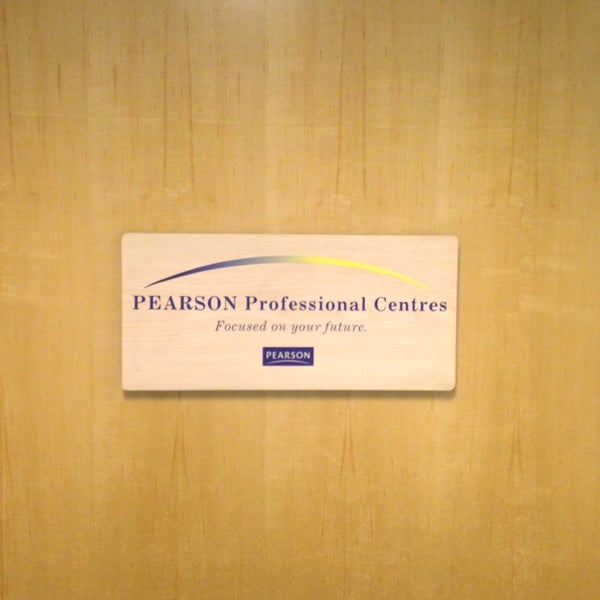 PEARSON Professional Centres
Focused on your future.
PEARSON